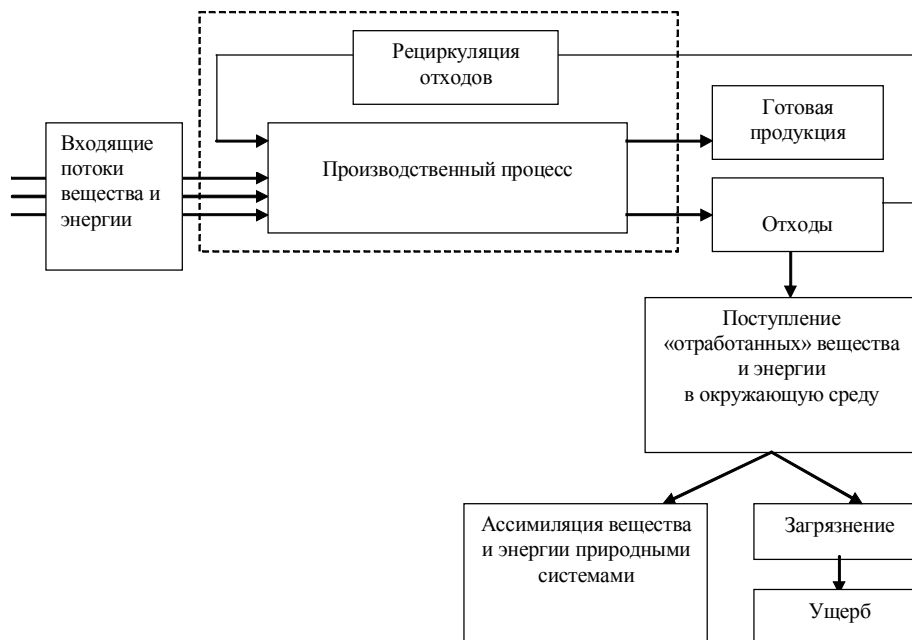 Рециркуляция
отходов
Готовая
продукция
Входящие
потоки
вещества и
энергии
Производственный процесс
Отходы
Поступление
«отработанных» вещества
и энергии
в окружающую среду
Ассимиляция вещества
и энергии природными
системами
Загрязнение
Ущерб